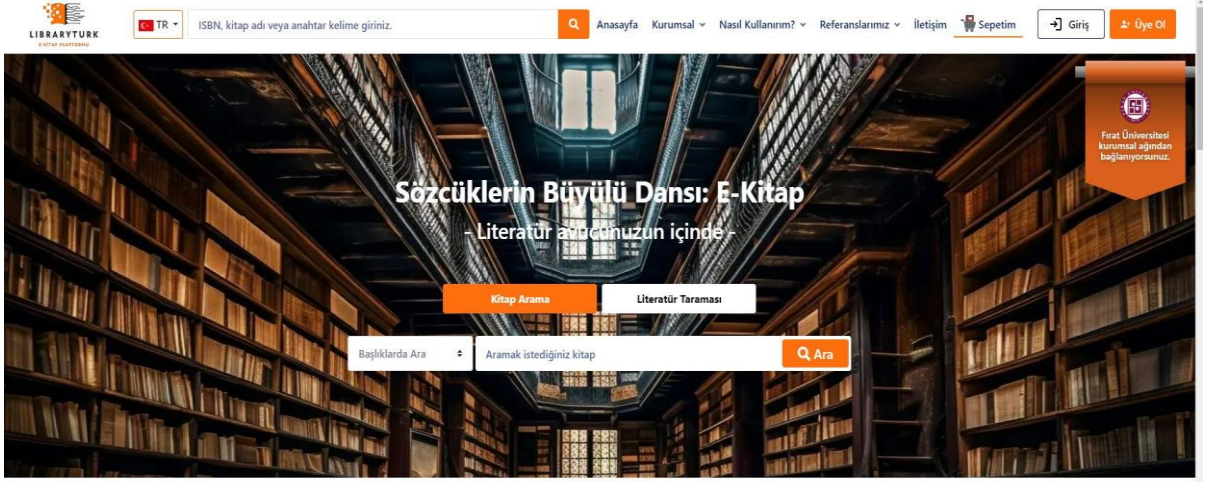 LIBRARYTURK
E-KİTAP PLATFORMU
TR
ISBN, kitap adı veya anahtar kelime giriniz.
Anasayfa Kurumsal Nasıl Kullanırım? Referanslarımız İletişim Sepetim Giriş Üye Ol
Fırat Üniversitesi
kurumsal ağından
bağlanıyorsunuz.
Sözcüklerin Büyülü Dansı: E-Kitap
- Literatür avucunuzun içinde -
Kitap Arama Literatür Taraması
Başlıklarda Ara Aramak istediğiniz kitap Ara